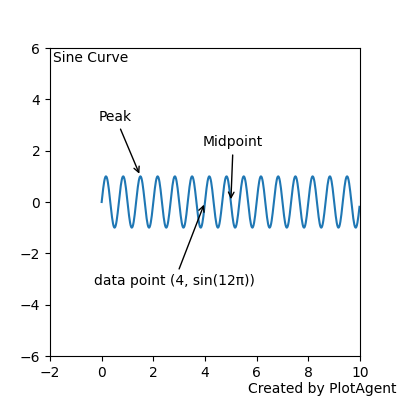 6
Sine Curve
4
Peak
Midpoint
2
0
−2
data point (4, sin(12π))
−4
−6
−2 0 2 4 6 8 10
Created by PlotAgent